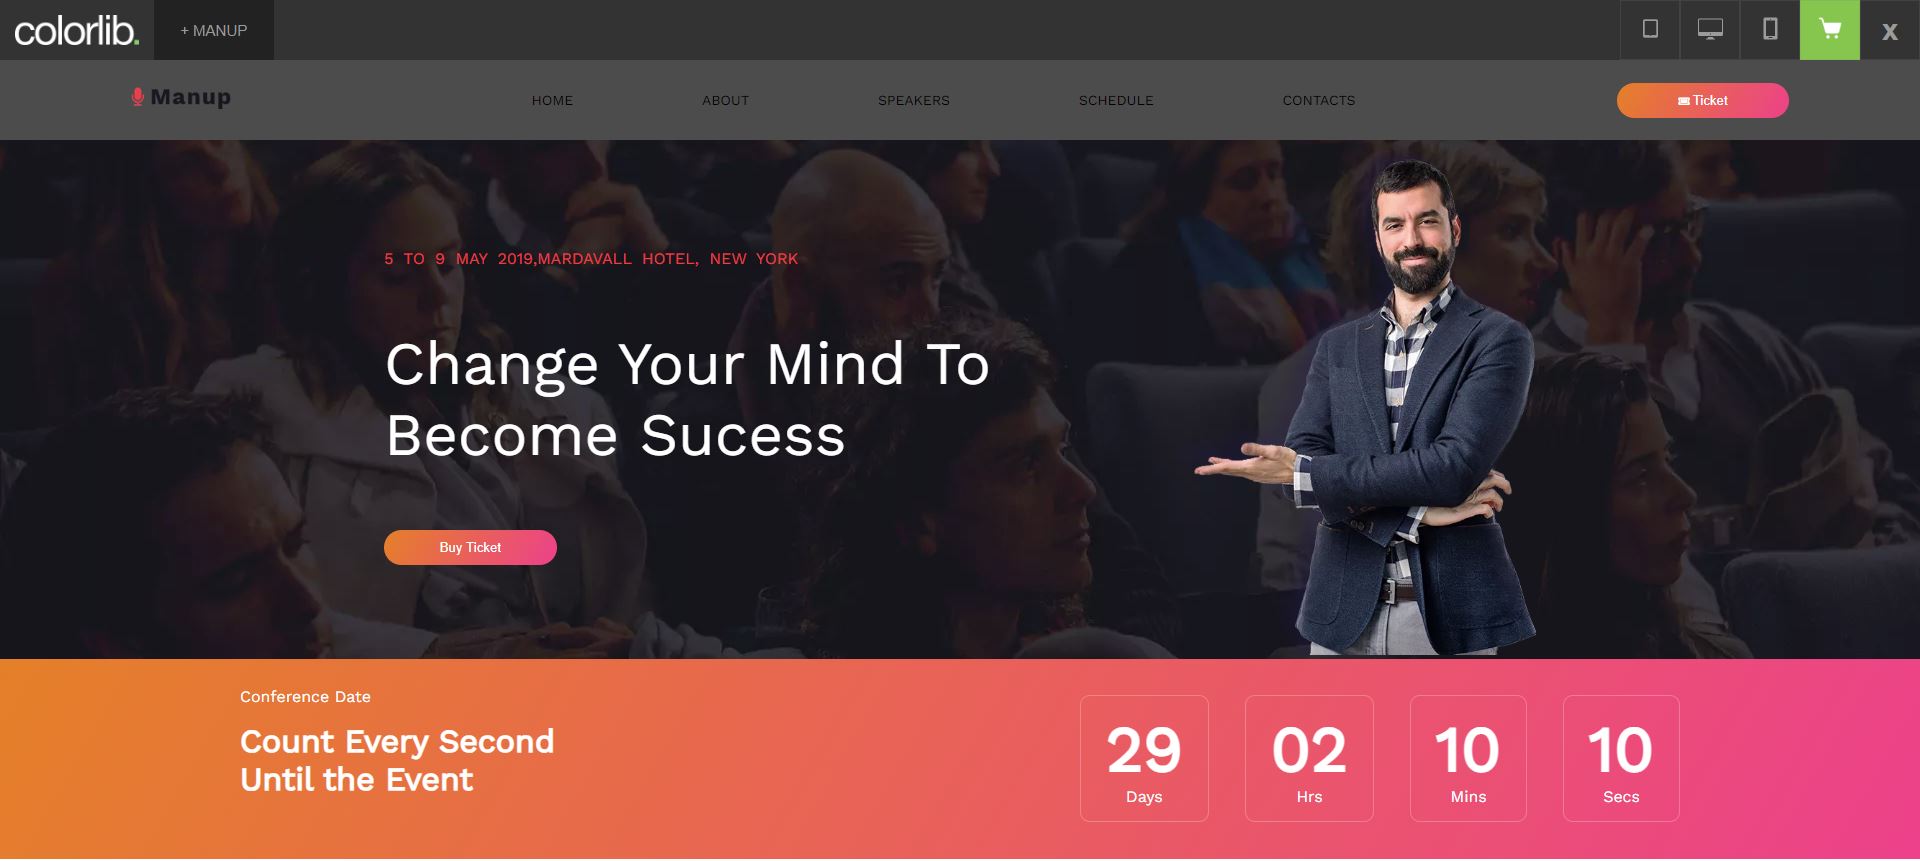 colorlib.
+ MANUP
X
Manup
HOME
ABOUT
SPEAKERS
SCHEDULE
CONTACTS
Ticket
5 TO 9 MAY 2019,MARDAVALL HOTEL, NEW YORK
Change Your Mind To
Become Sucess
Buy Ticket
Conference Date
Count Every Second
Until the Event
29
Days
02
Hrs
10
Mins
10
Secs